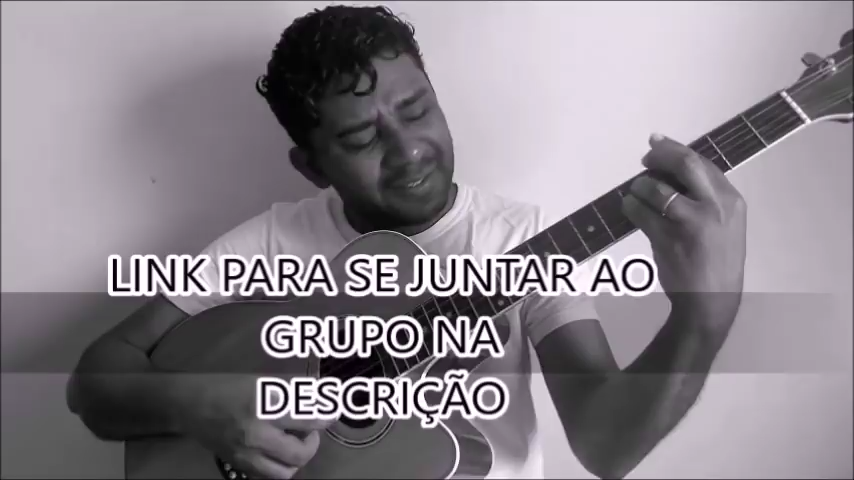 LINK PARA SE JUNTAR AO
GRUPO NA
DESCRIÇÃO